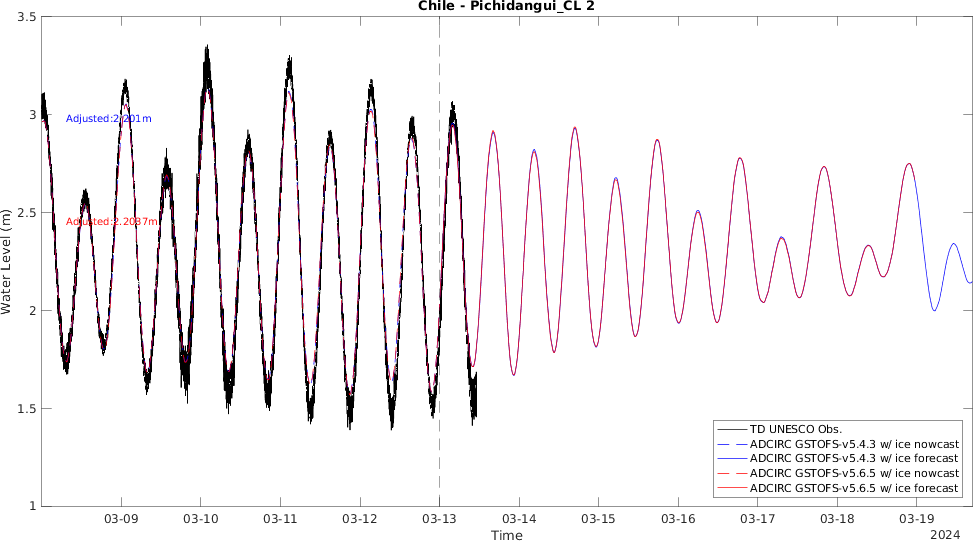 Chile - Pichidangui_CL 2
3.5
3
2.5
2
1.5
1
Water Level (m)
Adjusted:2.201m
Adjusted:2.2037m
TD UNESCO Obs.
ADCIRC GSTOFS-v5.4.3 w/ ice nowcast
ADCIRC GSTOFS-v5.4.3 w/ ice forecast
ADCIRC GSTOFS-v5.6.5 w/ ice nowcast
ADCIRC GSTOFS-v5.6.5 w/ ice forecast
03-09 03-10 03-11 03-12 03-13 03-14 03-15 03-16 03-17 03-18 03-19
Time
2024